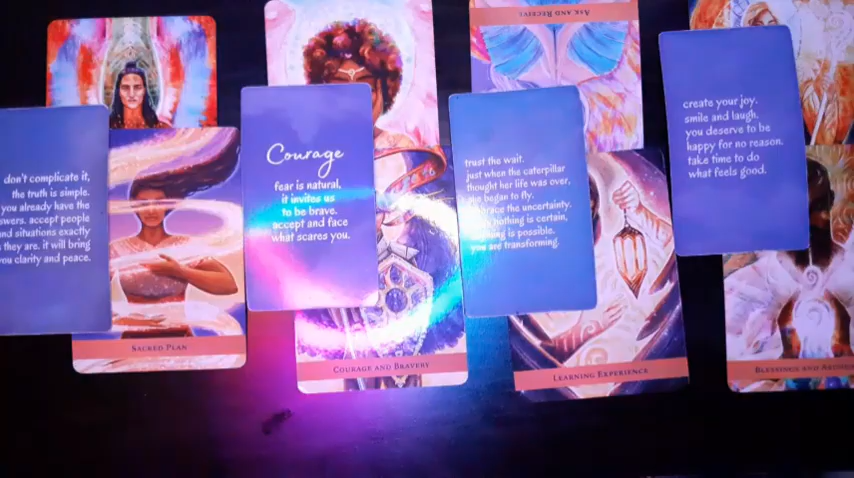 ASK AND RECEIVE
don't complicate it,
the truth is simple.
you already have the
accept people
situations exactly
they are. it will bring
clarity and peace.
SACRED PLAN
Courage
fear is natural,
it invites us
to be brave.
accept and face
what scares you.
COURAGE AND BRAVERY
trust the wait.
just when the caterpillar
thought her life was over,
she began to fly.
the uncertainty.
nothing is certain,
is possible.
you are transforming.
LEARNING EXPERIENCE
create your joy.
smile and laugh.
you deserve to be
happy for no reason.
take time to do
what feels good.
BLESSINGS AND